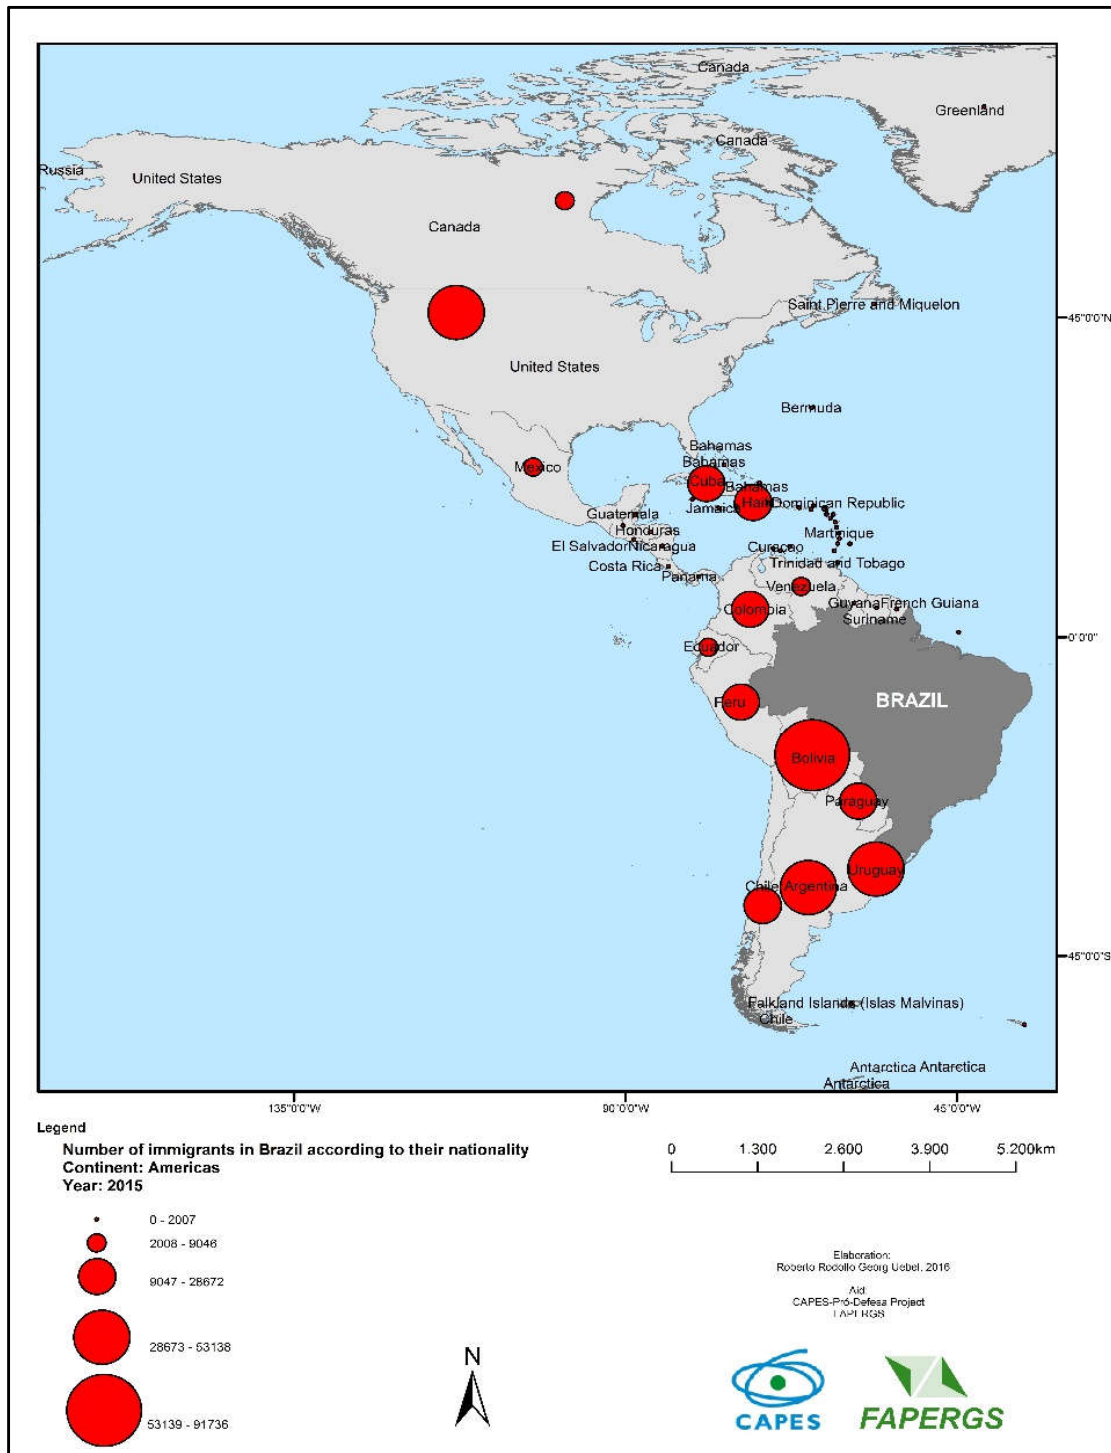 Canada
Greenland
Canada
Russia
United States
Canada
Saint Pierre and Miquelon
45°0'0"N
United States
Bermuda
Bahamas
Bahamas
Mexico
Cuba
Bahamas
Haiti
Dominican Republic
Jamaica
Guatemala
Honduras
Martinique
El Salvador
Nicaragua
Curaçao
Costa Rica
Trinidad and Tobago
Panama
Venezuela
Guyana
French Guiana
Colombia
Suriname
0°0'0"
Ecuador
BRAZIL
Peru
Bolivia
Paraguay
Uruguay
Chile
Argentina
45°0'0"S
Falkland Islands (Islas Malvinas)
Chile
Antarctica
Antarctica
Antarctica
135°0'0"W
90°0'0"W
45°0'0"W
Legend
Number of immigrants in Brazil according to their nationality
Continent: Americas
Year: 2015
0 1.300 2.600 3.900 5.200km
0 - 2007
2008 - 9046
9047 - 28672
28673 - 53138
53139 - 91736
Elaboration:
Roberto Rodolfo Georg Uebel, 2016
Aid:
CAPES-Pró-Defesa Project
FAPERGS
N
CAPES
FAPERGS